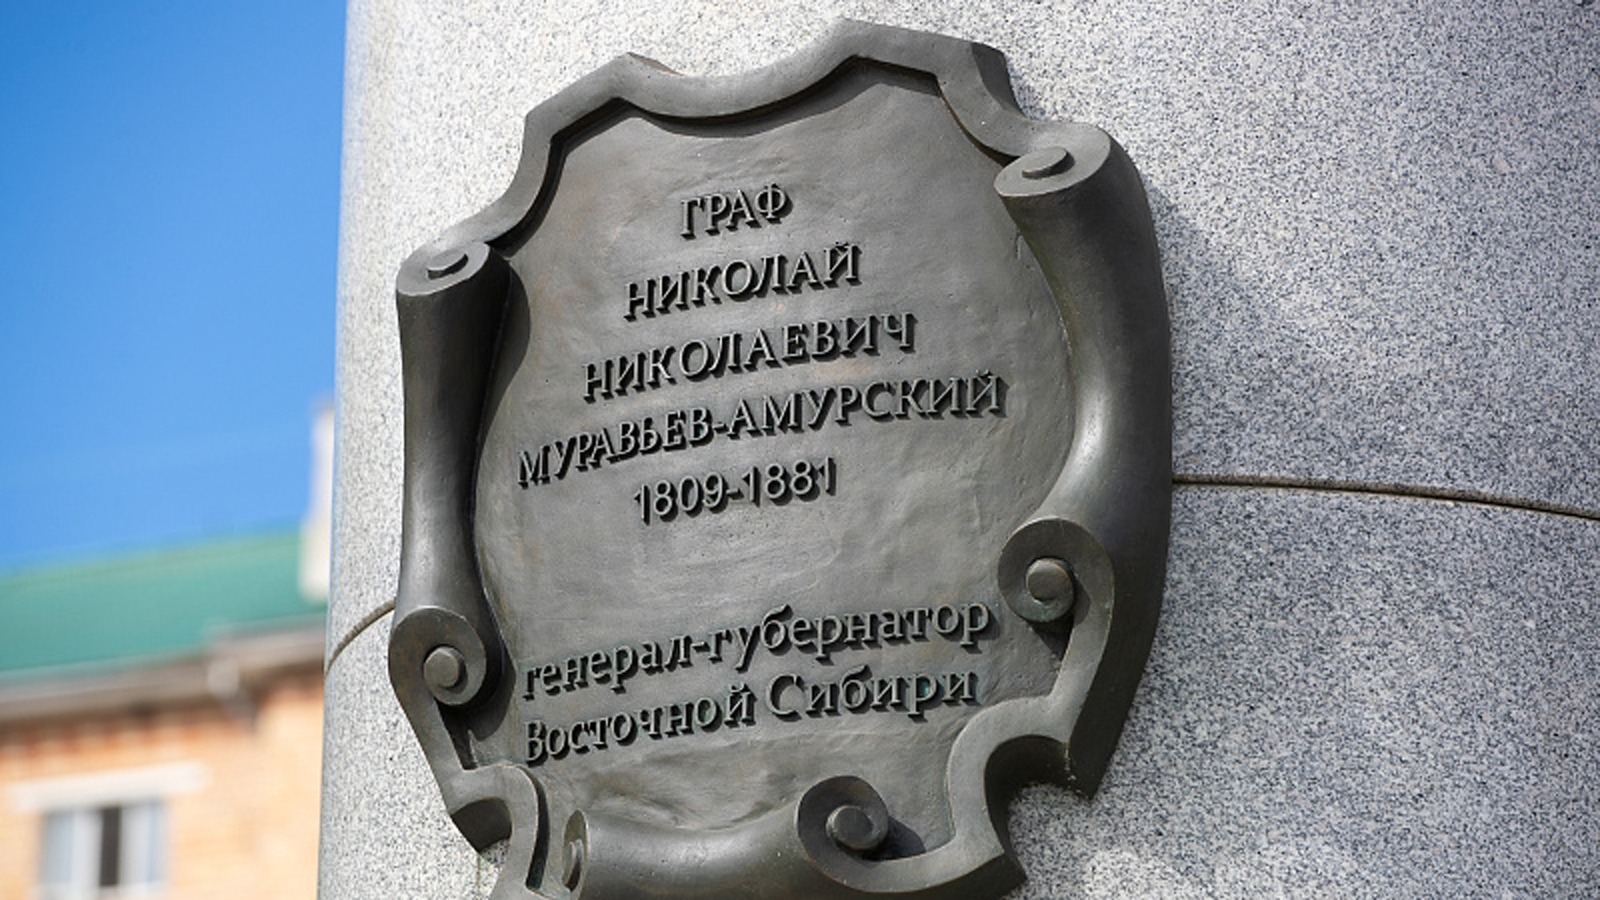 ГРАФ
НИКОЛАЙ
НИКОЛАЕВИЧ
МУРАВЬЕВ-АМУРСКИЙ
1809-1881
генерал-губернатор
Восточной Сибири